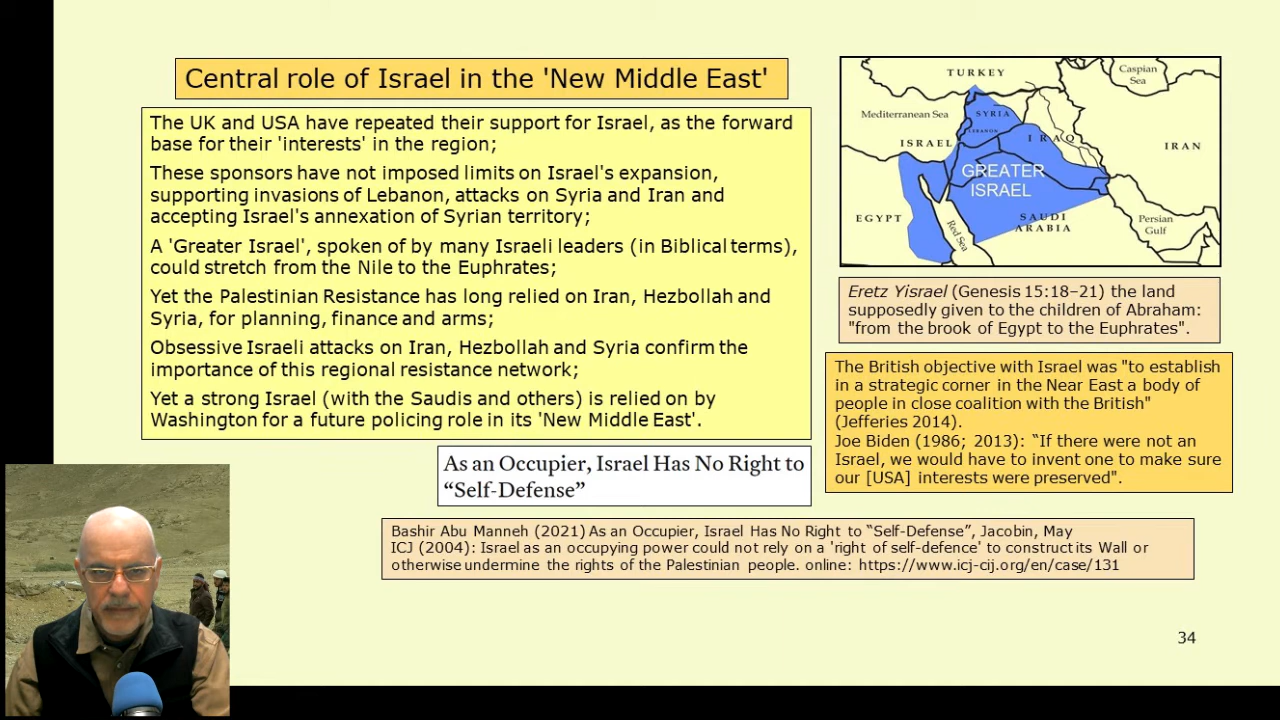 Central role of Israel in the 'New Middle East'
The UK and USA have repeated their support for Israel, as the forward
base for their 'interests' in the region;
These sponsors have not imposed limits on Israel's expansion,
supporting invasions of Lebanon, attacks on Syria and Iran and
accepting Israel's annexation of Syrian territory;
A 'Greater Israel', spoken of by many Israeli leaders (in Biblical terms),
could stretch from the Nile to the Euphrates;
Yet the Palestinian Resistance has long relied on Iran, Hezbollah and
Syria, for planning, finance and arms;
Obsessive Israeli attacks on Iran, Hezbollah and Syria confirm the
importance of this regional resistance network;
Yet a strong Israel (with the Saudis and others) is relied on by
Washington for a future policing role in its 'New Middle East'.
TURKEY
Caspian
Sea
Mediterranean Sea
SYRIA
LEBANON
ISRAEL
IRAQ
IRAN
GREATER
ISRAEL
EGYPT
SAUDI
ARABIA
Red Sea
Persian
Gulf
Eretz Yisrael (Genesis 15:18–21) the land
supposedly given to the children of Abraham:
"from the brook of Egypt to the Euphrates".
The British objective with Israel was "to establish
in a strategic corner in the Near East a body of
people in close coalition with the British"
(Jefferies 2014).
Joe Biden (1986; 2013): “If there were not an
Israel, we would have to invent one to make sure
our [USA] interests were preserved".
As an Occupier, Israel Has No Right to
“Self-Defense”
Bashir Abu Manneh (2021) As an Occupier, Israel Has No Right to “Self-Defense”, Jacobin, May
ICJ (2004): Israel as an occupying power could not rely on a 'right of self-defence' to construct its Wall or
otherwise undermine the rights of the Palestinian people. online: https://www.icj-cij.org/en/case/131
34